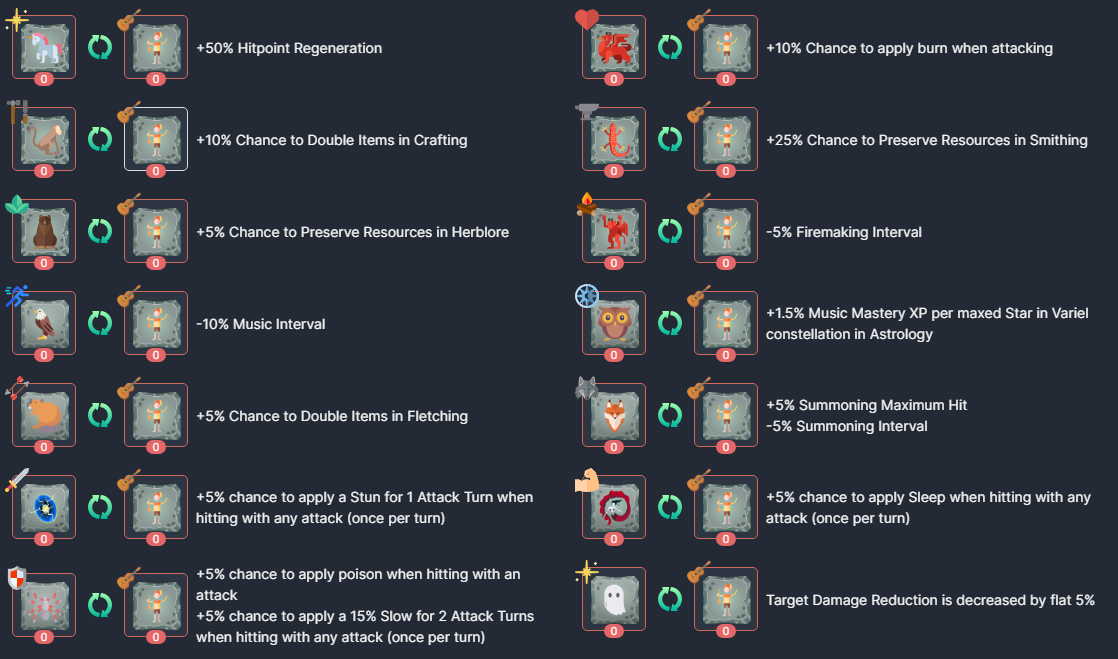 +50% Hitpoint Regeneration
0
0
+10% Chance to apply burn when attacking
0
0
+10% Chance to Double Items in Crafting
0
0
+25% Chance to Preserve Resources in Smithing
0
0
+5% Chance to Preserve Resources in Herblore
0
0
-5% Firemaking Interval
0
0
-10% Music Interval
0
0
+1.5% Music Mastery XP per maxed Star in Variel
constellation in Astrology
0
0
+5% Chance to Double Items in Fletching
0
0
+5% Summoning Maximum Hit
-5% Summoning Interval
0
0
+5% chance to apply a Stun for 1 Attack Turn when
hitting with any attack (once per turn)
0
0
+5% chance to apply Sleep when hitting with any
attack (once per turn)
0
0
+5% chance to apply poison when hitting with an
attack
+5% chance to apply a 15% Slow for 2 Attack Turns
when hitting with any attack (once per turn)
0
0
Target Damage Reduction is decreased by flat 5%
0
0